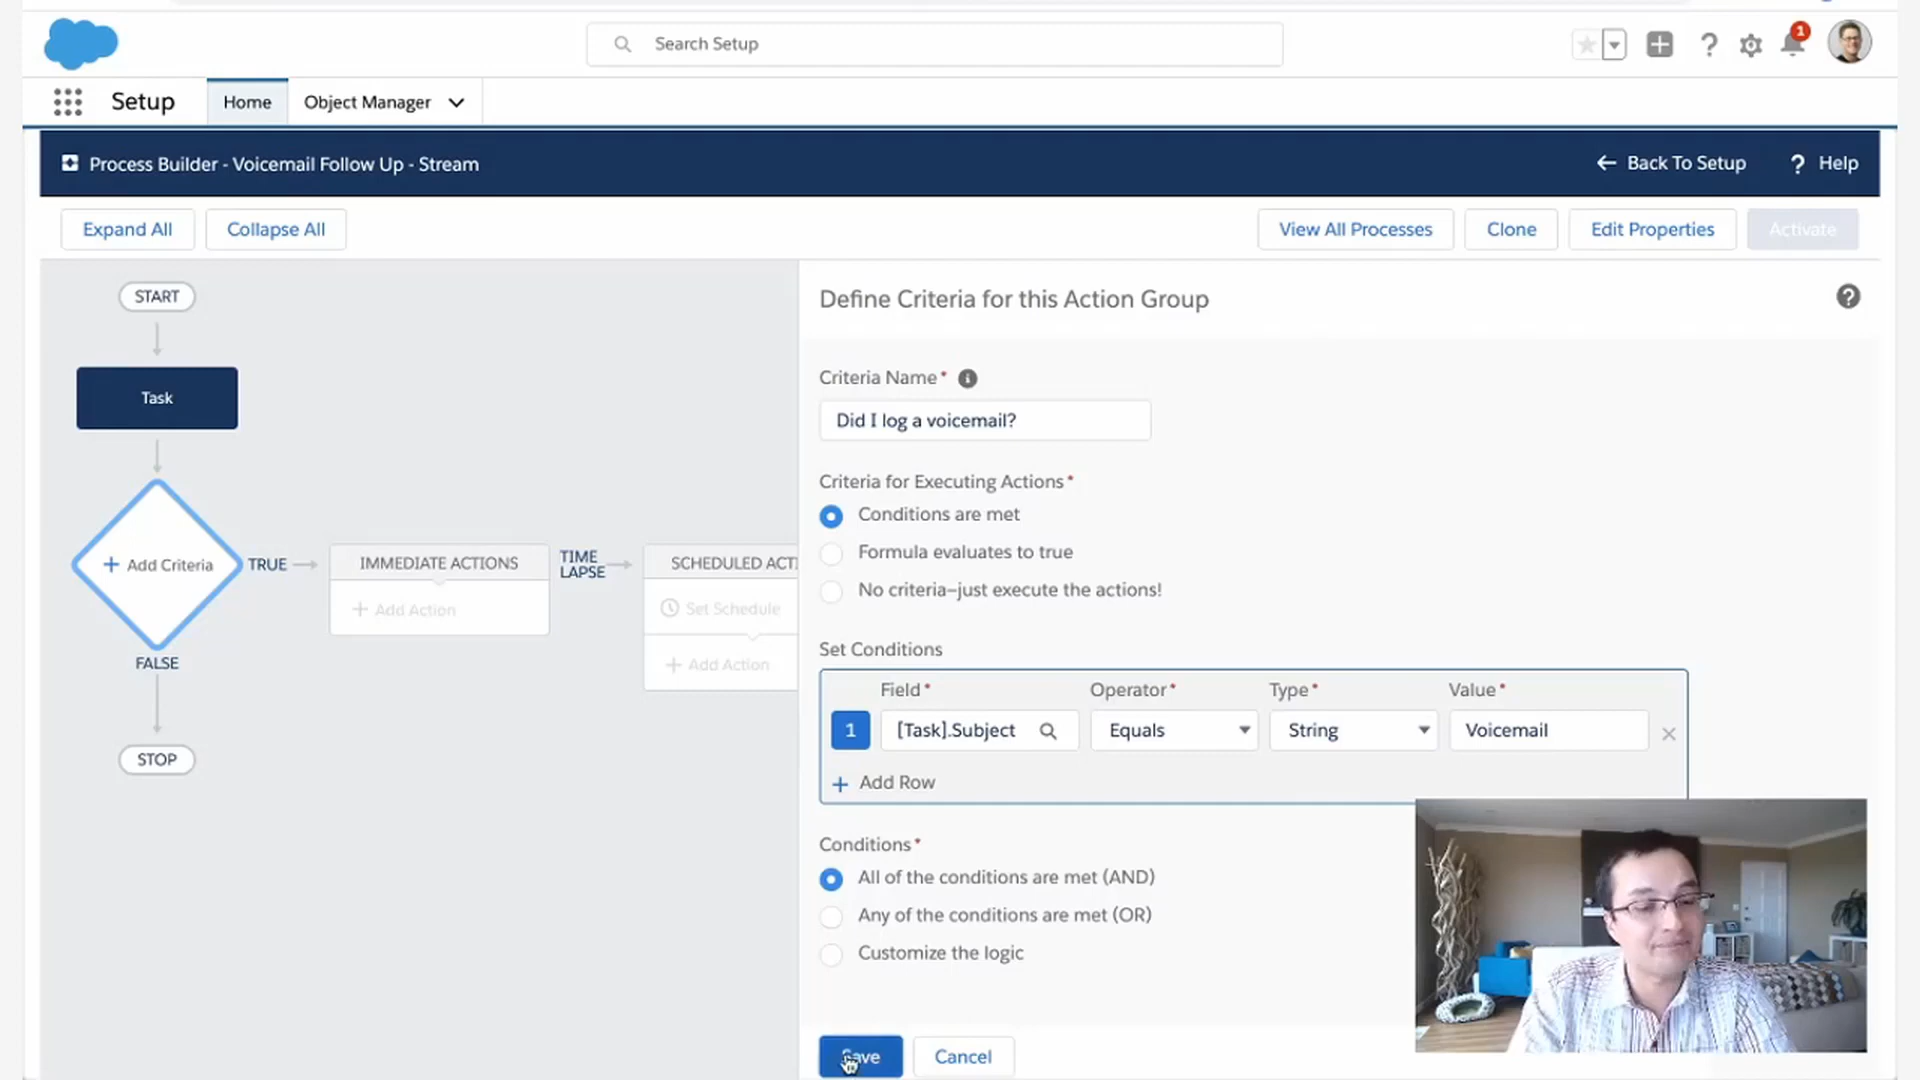 Search Setup
1
Setup
Home
Object Manager
Process Builder - Voicemail Follow Up - Stream
Back To Setup
? Help
Expand All
Collapse All
View All Processes
Clone
Edit Properties
Activate
START
Task
+ Add Criteria
TRUE
IMMEDIATE ACTIONS
+ Add Action
TIME
LAPSE
SCHEDULED ACTI
Set Schedule
+ Add Action
FALSE
STOP
Define Criteria for this Action Group
Criteria Name*
Did I log a voicemail?
Criteria for Executing Actions*
Conditions are met
Formula evaluates to true
No criteria–just execute the actions!
Set Conditions
Field* Operator* Type* Value*
1 [Task].Subject Equals String Voicemail
+ Add Row
Conditions*
All of the conditions are met (AND)
Any of the conditions are met (OR)
Customize the logic
Save
Cancel